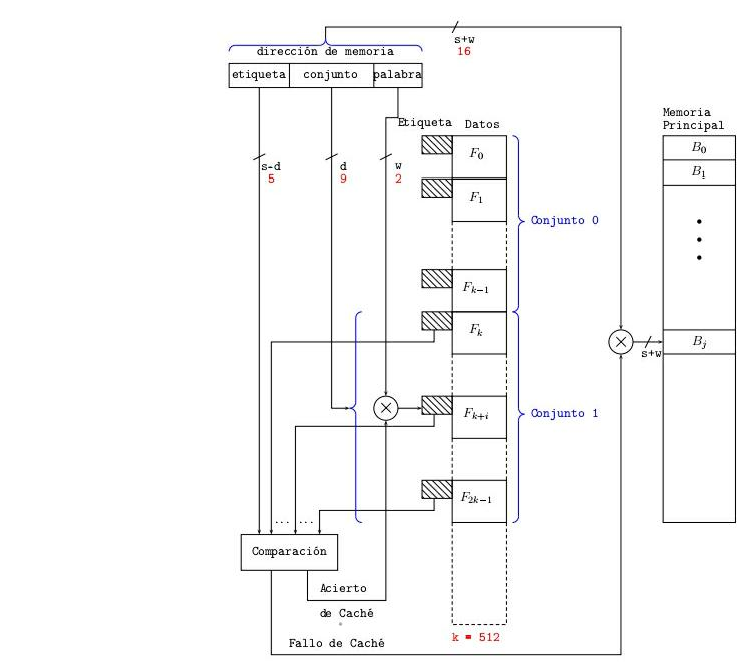 s+w
16
dirección de memoria
etiqueta conjunto palabra
Memoria
Principal
Etiqueta Datos
s-d
5
d
9
w
2
F0
F1
Fk−1
Fk
Fk+i
F2k−1
Conjunto 0
Conjunto 1
B0
B1
Bj
s+w
... ...
Comparación
Acierto
de Caché
Fallo de Caché
k = 512